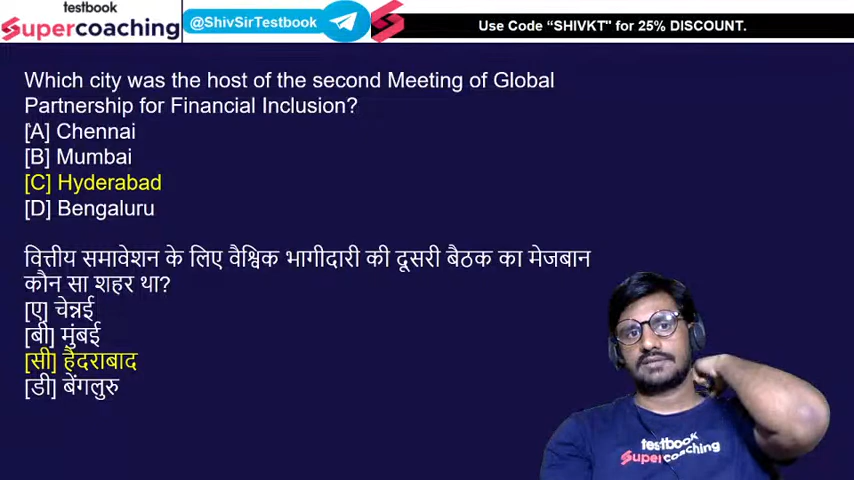 testbook
Supercoaching
@ShivSirTestbook
Use Code “SHIVKT" for 25% DISCOUNT.
Which city was the host of the second Meeting of Global
Partnership for Financial Inclusion?
[A] Chennai
[B] Mumbai
[C] Hyderabad
[D] Bengaluru
वित्तीय समावेशन के लिए वैश्विक भागीदारी की दूसरी बैठक का मेजबान
कौन सा शहर था?
[ए] चेन्नई
[बी] मुंबई
[सी] हैदराबाद
[डी] बेंगलुरु
testbook
Supercoaching